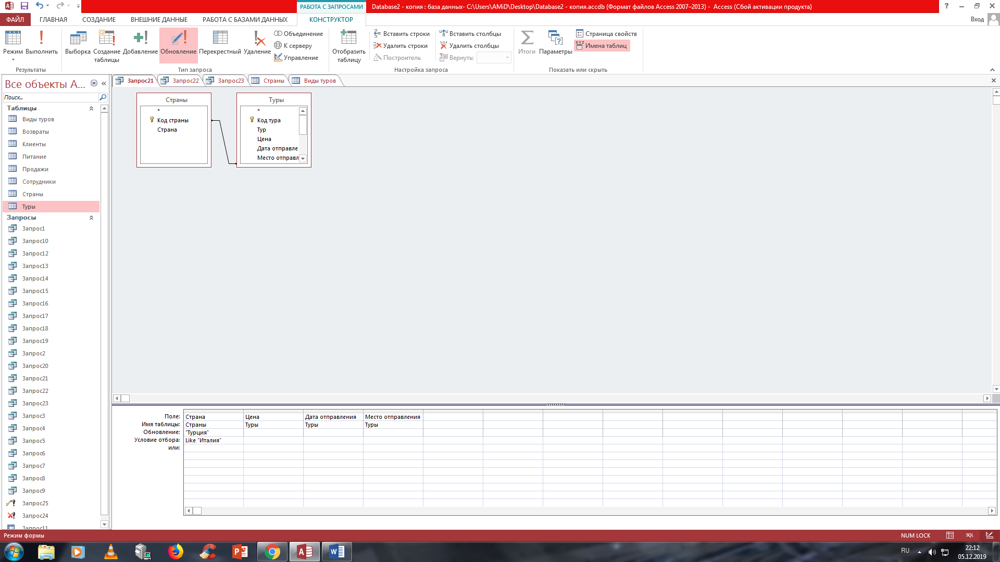 РАБОТА С ЗАПРОСАМИ
Database2 - копия : база данных- C:\Users\AMiD\Desktop\Database2 - копия.accdb (Формат файлов Access 2007–2013) - Access (Сбой активации продукта)
?
ФАЙЛ ГЛАВНАЯ СОЗДАНИЕ ВНЕШНИЕ ДАННЫЕ РАБОТА С БАЗАМИ ДАННЫХ КОНСТРУКТОР
Вход
Режим Выполнить
Результаты
Выборка Создание таблицы Добавление Обновление Перекрестный Удаление
Объединение
К серверу
Управление
Тип запроса
Отобразить таблицу
Вставить строки
Удалить строки
Построитель
Вставить столбцы
Удалить столбцы
Вернуть:
Настройка запроса
Итоги Параметры
Страница свойств
XYZ
Имена таблиц
Показать или скрыть
Все объекты A...
Поиск...
Таблицы
Виды туров
Возвраты
Клиенты
Питание
Продажи
Сотрудники
Страны
Туры
Запросы
Запрос1
Запрос10
Запрос12
Запрос13
Запрос14
Запрос15
Запрос16
Запрос17
Запрос18
Запрос19
Запрос2
Запрос20
Запрос21
Запрос22
Запрос23
Запрос3
Запрос4
Запрос5
Запрос6
Запрос7
Запрос8
Запрос9
Запрос25
Запрос24
Запрос11
Запрос21 Запрос22 Запрос23 Страны Виды туров
Страны
*
Код страны
Страна
Туры
*
Код тура
Тур
Цена
Дата отправле
Место отправл
Поле: Страна Цена Дата отправления Место отправления
Имя таблицы: Страны Туры Туры Туры
Обновление: "Турция"
Условие отбора: Like "Италия"
или:
Режим формы
NUM LOCK
SQL
RU
22:12
05.12.2019